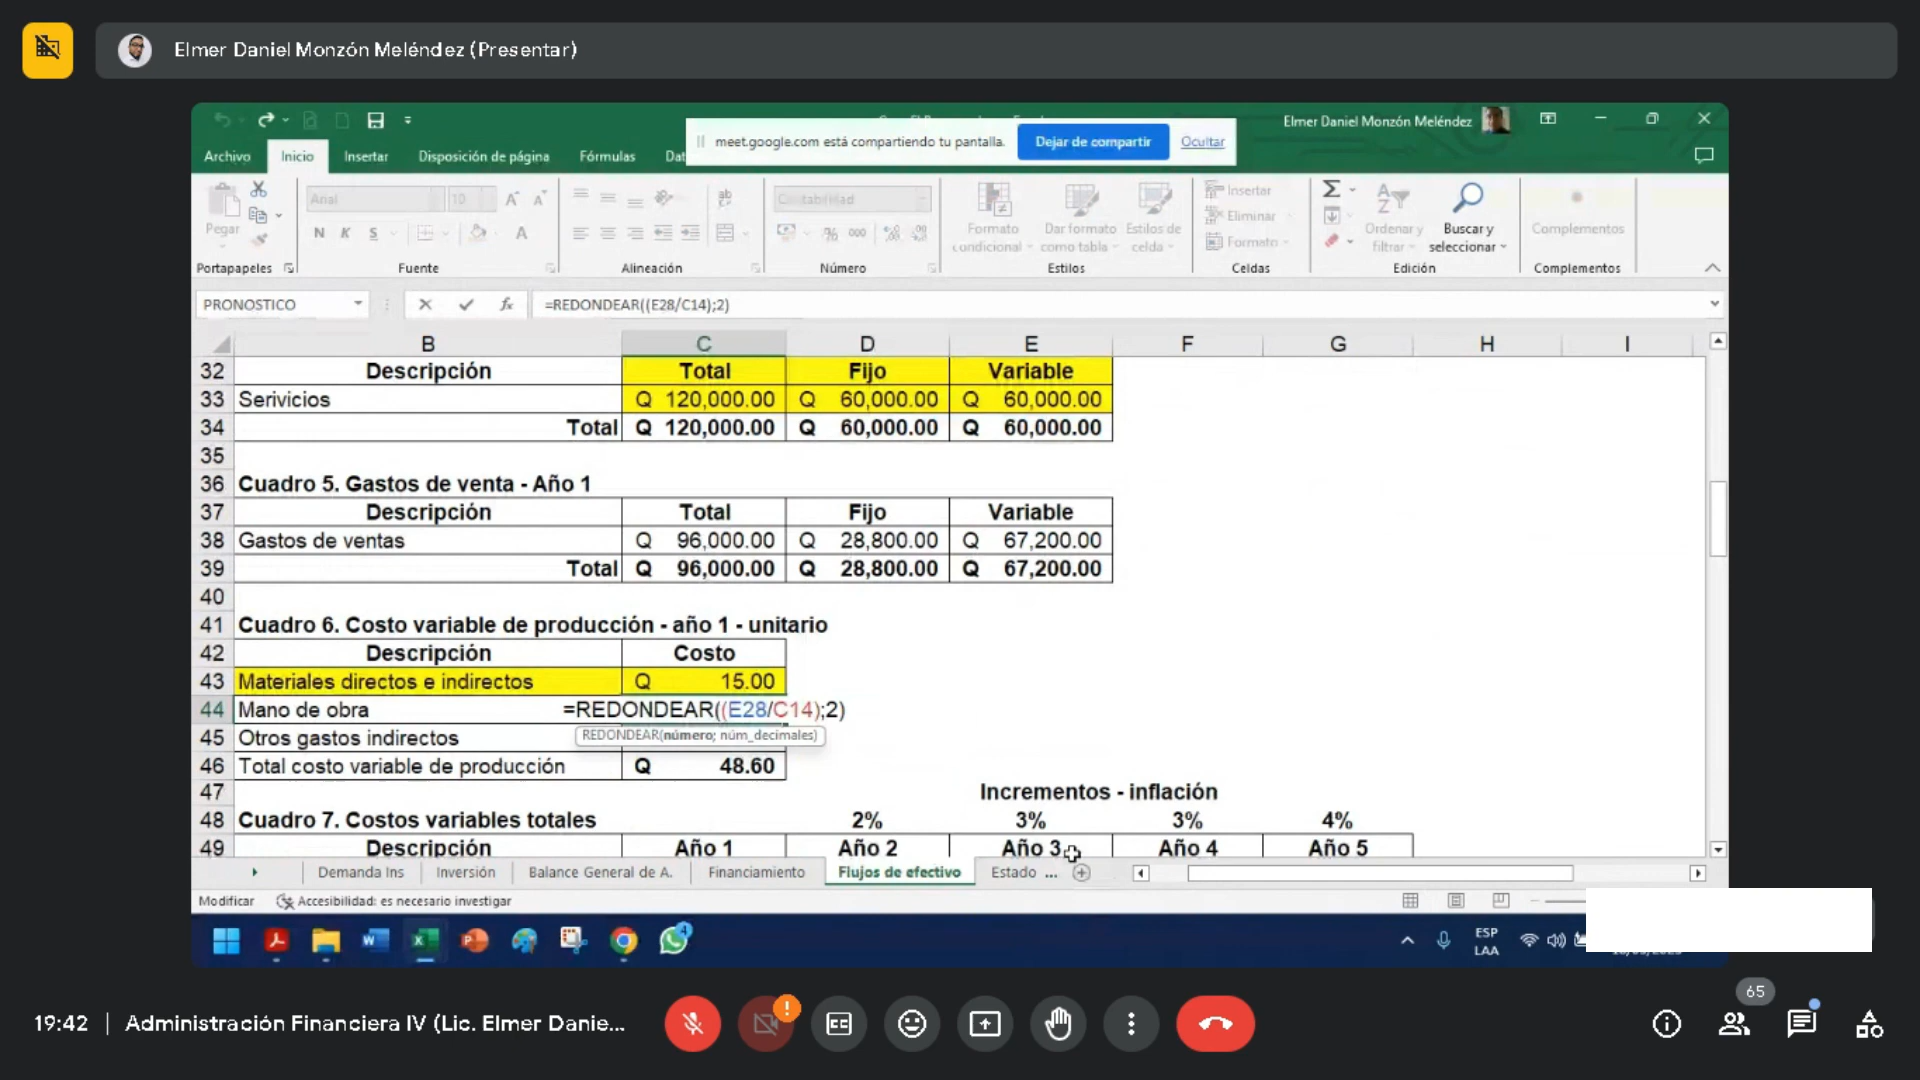 Elmer Daniel Monzón Meléndez (Presentar)
Elmer Daniel Monzón Meléndez
meet.google.com está compartiendo tu pantalla.
Dejar de compartir
Ocultar
Archivo
Inicio
Insertar
Disposición de página
Fórmulas
Dat
Pegar
Arial
10
N K S
Contabilidad
% 000
Formato condicional
Dar formato como tabla
Estilos de celda
Insertar
Eliminar
Formato
Ordenar y filtrar
Buscar y seleccionar
Complementos
Portapapeles
Fuente
Alineación
Número
Estilos
Celdas
Edición
Complementos
PRONOSTICO
fx
=REDONDEAR((E28/C14);2)
B C D E F G H I
32 Descripción Total Fijo Variable
33 Serivicios Q 120,000.00 Q 60,000.00 Q 60,000.00
34 Total Q 120,000.00 Q 60,000.00 Q 60,000.00
35
36 Cuadro 5. Gastos de venta - Año 1
37 Descripción Total Fijo Variable
38 Gastos de ventas Q 96,000.00 Q 28,800.00 Q 67,200.00
39 Total Q 96,000.00 Q 28,800.00 Q 67,200.00
40
41 Cuadro 6. Costo variable de producción - año 1 - unitario
42 Descripción Costo
43 Materiales directos e indirectos Q 15.00
44 Mano de obra =REDONDEAR((E28/C14);2)
REDONDEAR(número; núm_decimales)
45 Otros gastos indirectos
46 Total costo variable de producción Q 48.60
47 Incrementos - inflación
48 Cuadro 7. Costos variables totales 2% 3% 3% 4%
49 Descripción Año 1 Año 2 Año 3 Año 4 Año 5
Demanda Ins
Inversión
Balance General de A.
Financiamiento
Flujos de efectivo
Estado ...
Modificar
Accesibilidad: es necesario investigar
ESP
LAA
65
19:42 | Administración Financiera IV (Lic. Elmer Danie...